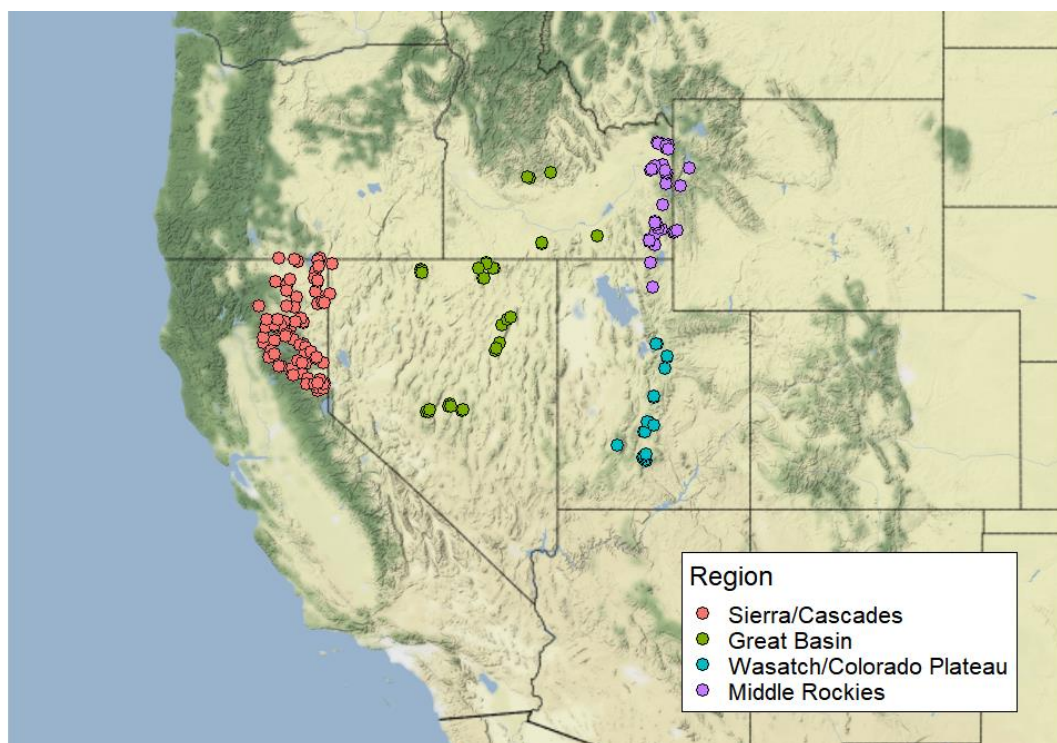 Region
Sierra/Cascades
Great Basin
Wasatch/Colorado Plateau
Middle Rockies